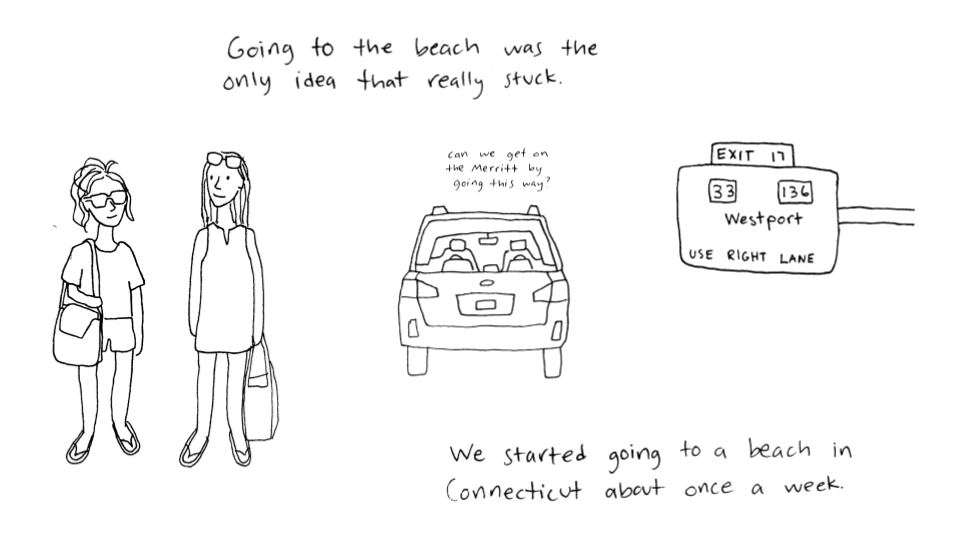 Going to the beach was the
only idea that really stuck.
can we get on
the Merritt by
going this way?
EXIT 17
33 136
Westport
USE RIGHT LANE
We started going to a beach in
Connecticut about once a week.